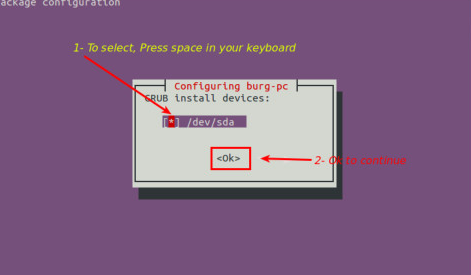 ackage configuration
1- To select, Press space in your keyboard
Configuring burg-pc
GRUB install devices:
[*] /dev/sda
<Ok>
2- Ok to continue